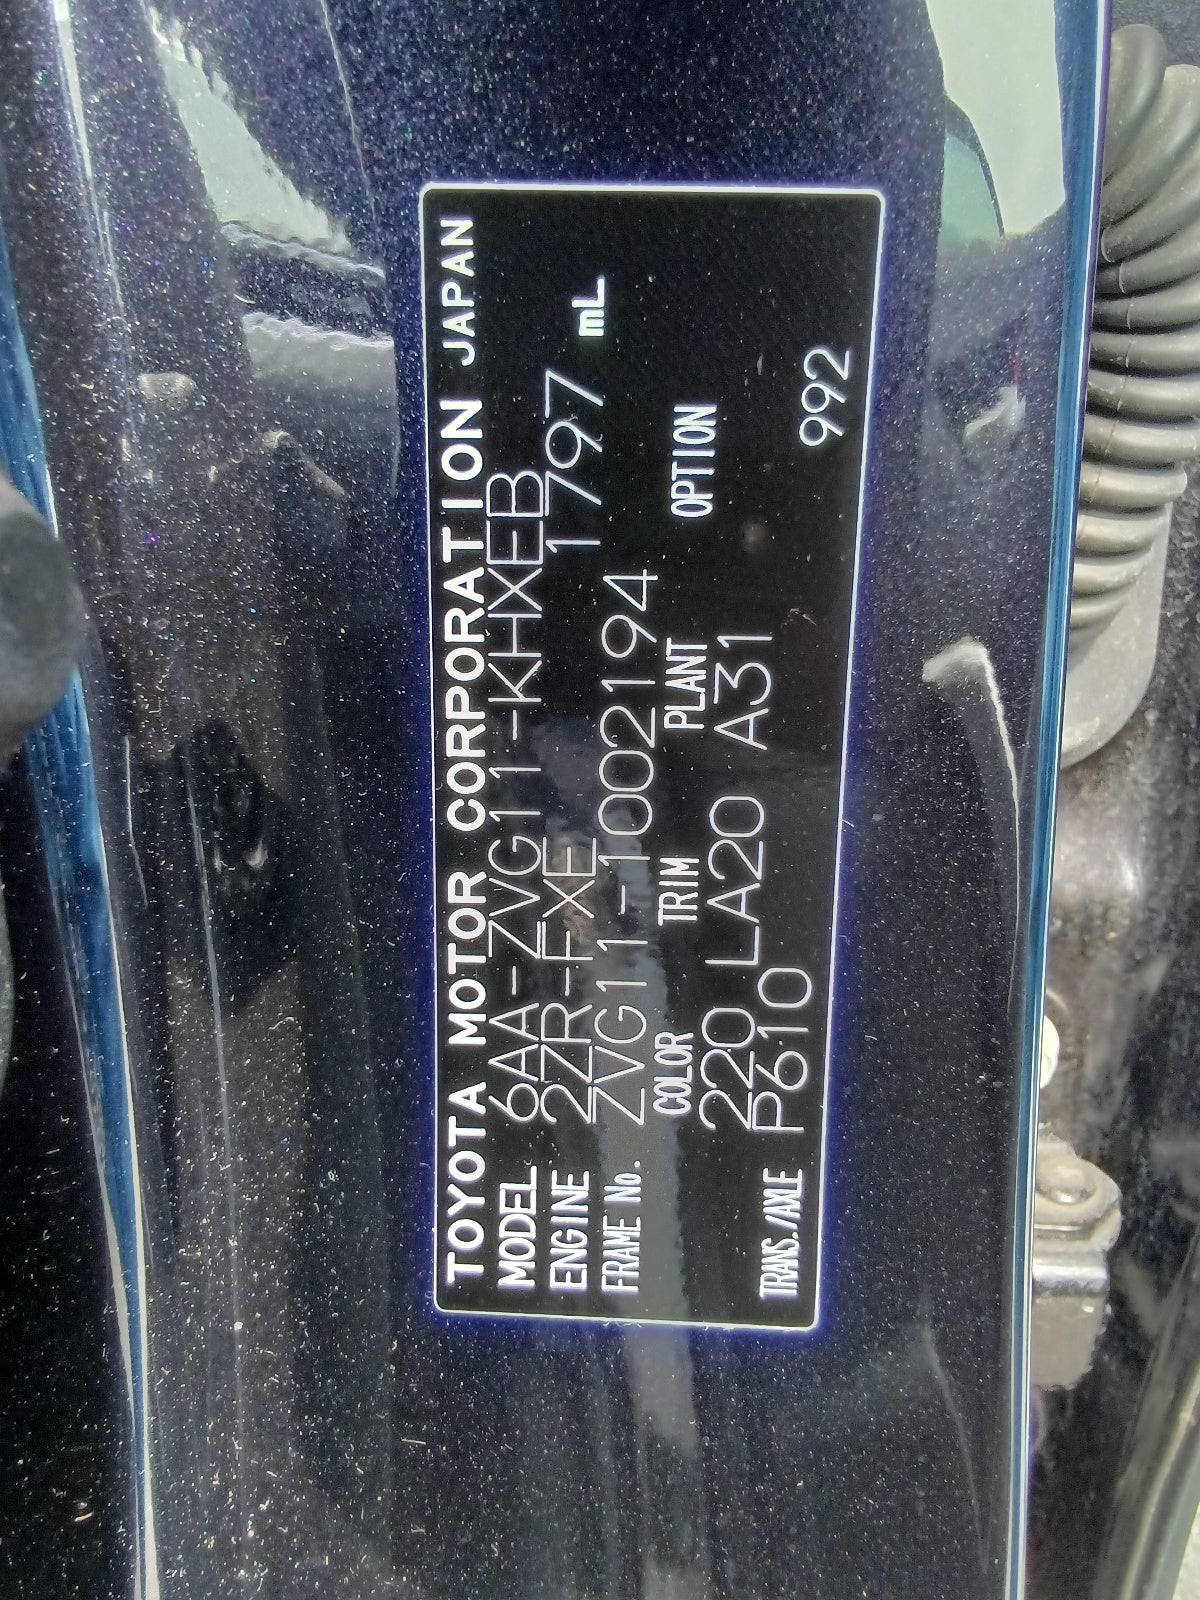 TOYOTA MOTOR CORPORATION JAPAN
MODEL 6AA-ZVG11-KHXEB
ENGINE 2ZR-FXE 1797 mL
FRAME No. ZVG11-1002194
COLOR TRIM PLANT OPTION
220 LA20 A31
TRANS./AXLE P610 992